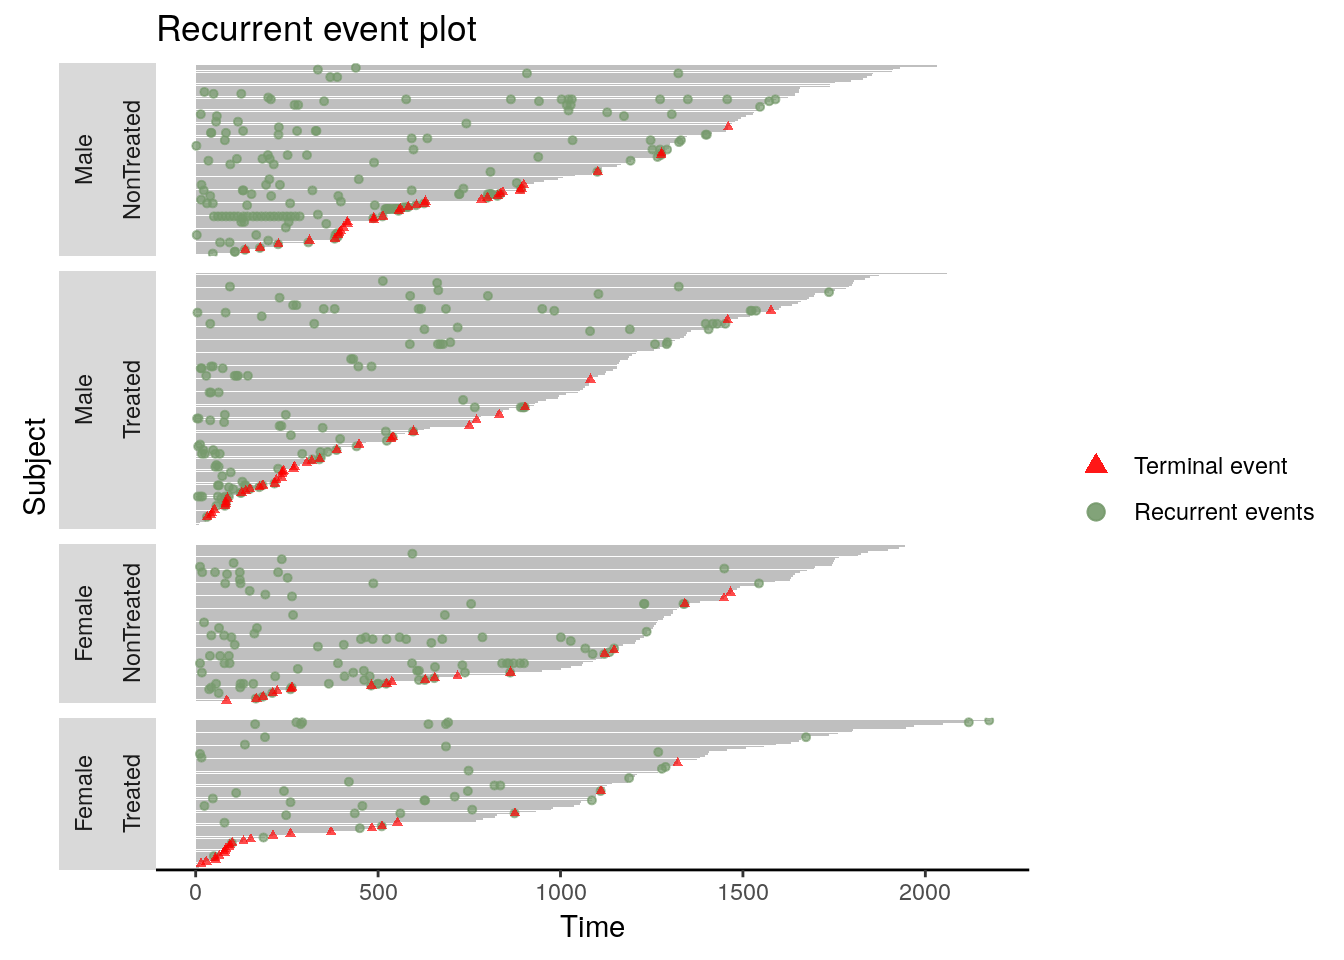 Recurrent event plot
Male
NonTreated
Male
Treated
Female
NonTreated
Female
Treated
Subject
Terminal event
Recurrent events
0 500 1000 1500 2000
Time